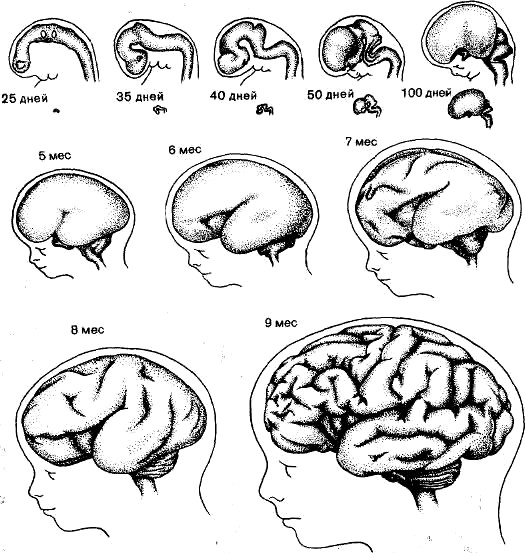 25 дней
35 дней
40 дней
50 дней
100 дней
5 мес
6 мес
7 мес
8 мес
9 мес